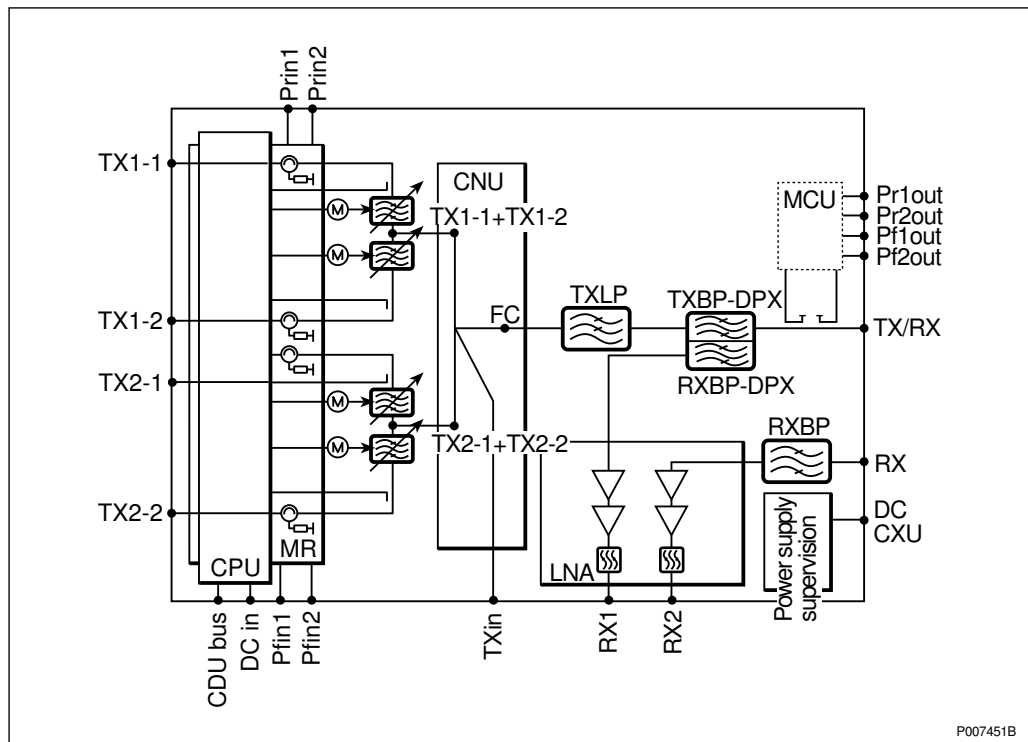 Prin1
Prin2
TX1-1
CNU
TX1-1+TX1-2
MCU
Pr1out
Pr2out
Pf1out
Pf2out
M
M
TX1-2
FC
TXLP
TXBP-DPX
TX/RX
RXBP-DPX
TX2-1
M
M
TX2-1+TX2-2
RXBP
RX
TX2-2
MR
CPU
LNA
Power supply
supervision
DC
CXU
CDU bus
DC in
Pfin1
Pfin2
TXin
RX1
RX2
P007451B